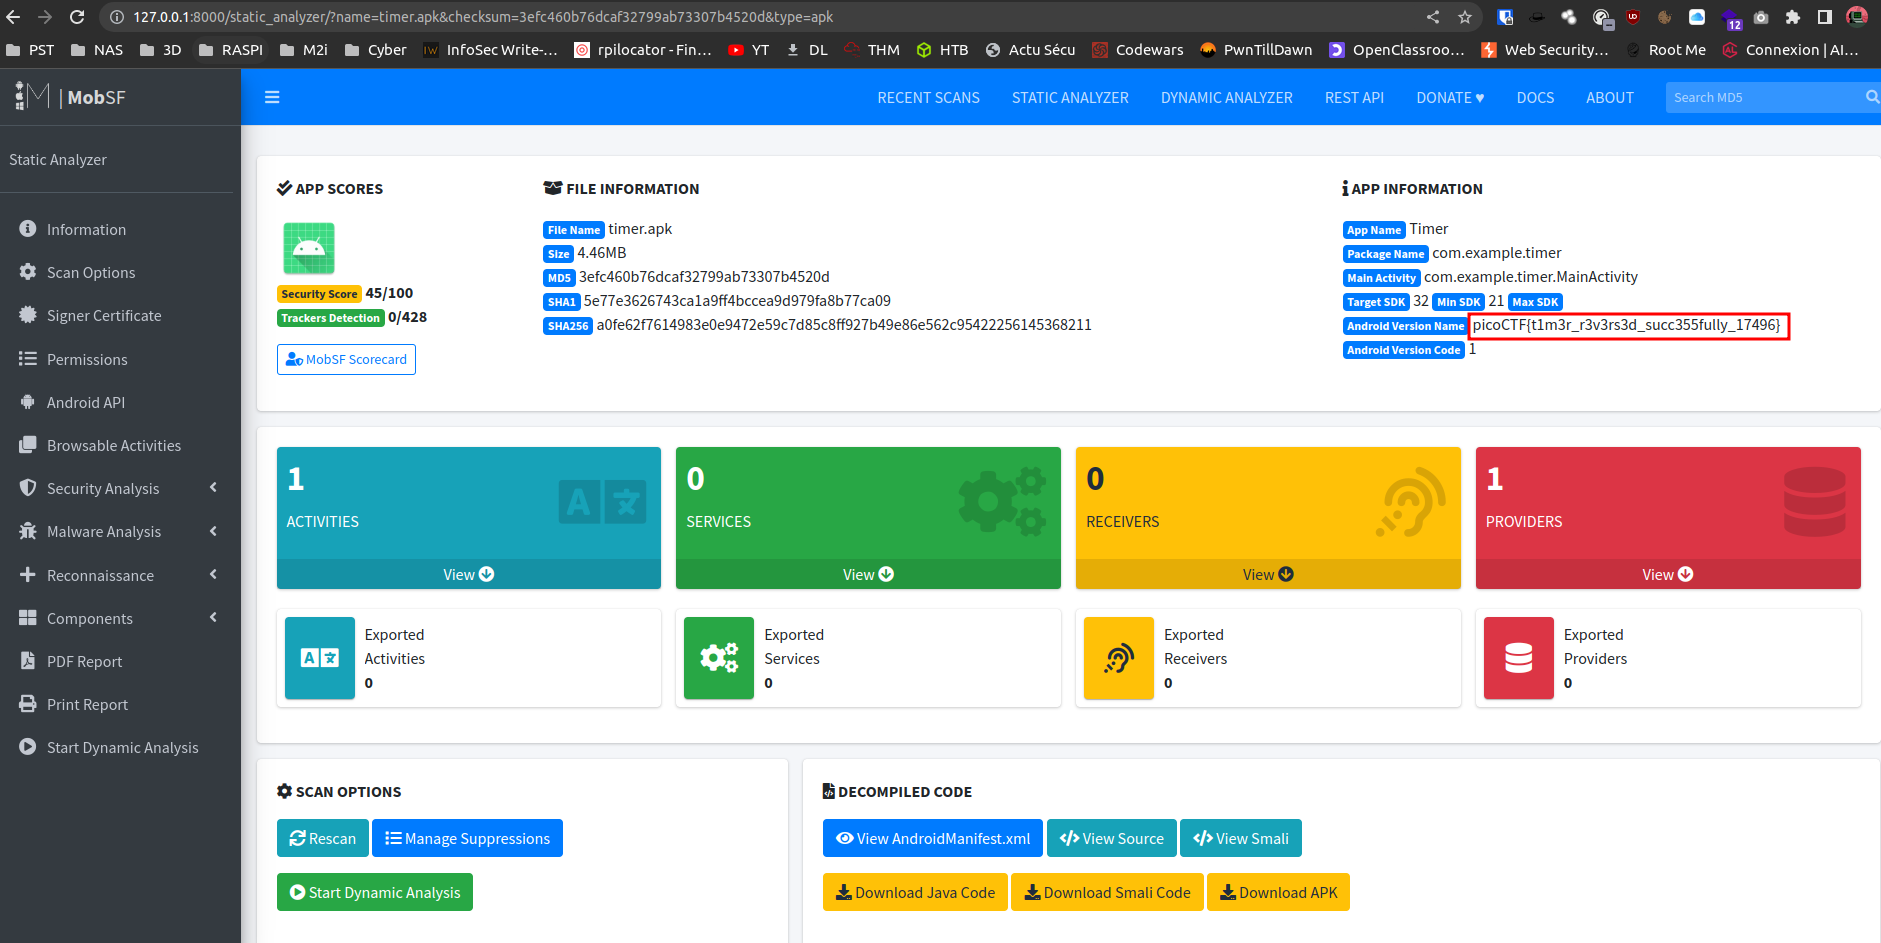 127.0.0.1:8000/static_analyzer/?name=timer.apk&checksum=3efc460b76dcaf32799ab73307b4520d&type=apk
12
PST NAS 3D RASPI M2i Cyber InfoSec Write-... rpilocator - Fin... YT DL THM HTB Actu Sécu Codewars PwnTillDawn OpenClassroo... Web Security... Root Me Connexion | AI...
| MobSF
RECENT SCANS STATIC ANALYZER DYNAMIC ANALYZER REST API DONATE ♥ DOCS ABOUT Search MD5
Static Analyzer
Information
Scan Options
Signer Certificate
Permissions
Android API
Browsable Activities
Security Analysis
Malware Analysis
Reconnaissance
Components
PDF Report
Print Report
Start Dynamic Analysis
APP SCORES
Security Score 45/100
Trackers Detection 0/428
MobSF Scorecard
FILE INFORMATION
File Name timer.apk
Size 4.46MB
MD5 3efc460b76dcaf32799ab73307b4520d
SHA1 5e77e3626743ca1a9ff4bccea9d979fa8b77ca09
SHA256 a0fe62f7614983e0e9472e59c7d85c8ff927b49e86e562c95422256145368211
APP INFORMATION
App Name Timer
Package Name com.example.timer
Main Activity com.example.timer.MainActivity
Target SDK 32 Min SDK 21 Max SDK
Android Version Name picoCTF{t1m3r_r3v3rs3d_succ355fully_17496}
Android Version Code 1
1
ACTIVITIES
View
0
SERVICES
View
0
RECEIVERS
View
1
PROVIDERS
View
Exported
Activities
0
Exported
Services
0
Exported
Receivers
0
Exported
Providers
0
SCAN OPTIONS
Rescan Manage Suppressions
Start Dynamic Analysis
DECOMPILED CODE
View AndroidManifest.xml View Source View Smali
Download Java Code Download Smali Code Download APK